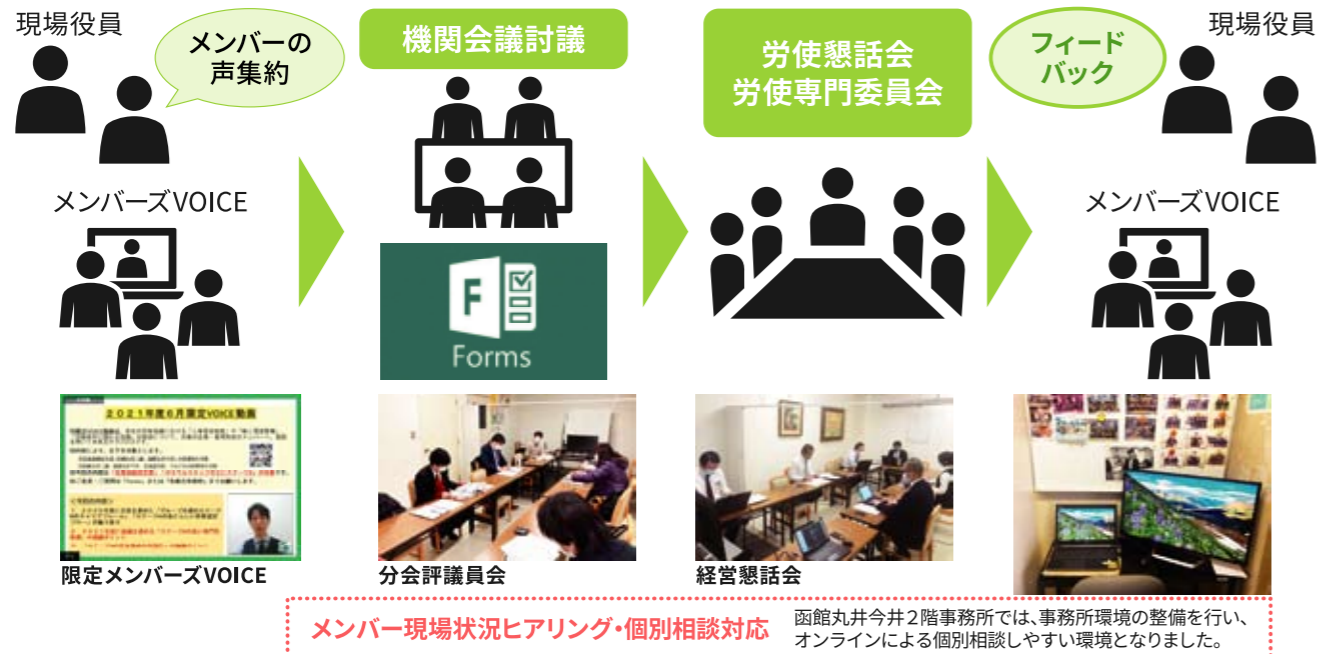 現場役員
メンバーの
声集約
機関会議討議
労使懇話会
労使専門委員会
フィード
バック
現場役員
メンバーズVOICE
メンバーズVOICE
F
Forms
2021年度6月限定VOICE動画
限定メンバーズVOICE
分会評議員会
経営懇話会
メンバー現場状況ヒアリング・個別相談対応
函館丸井今井2階事務所では、事務所環境の整備を行い、
オンラインによる個別相談しやすい環境となりました。